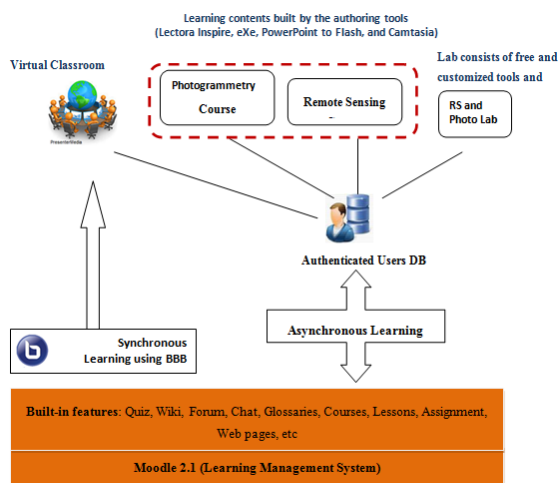 Learning contents built by the authoring tools
(Lectora Inspire, eXe, PowerPoint to Flash, and Camtasia)
Virtual Classroom
Lab consists of free and
customized tools and
Photogrammetry
Course
Remote Sensing
RS and
Photo Lab
PresenterMedia
Authenticated Users DB
Asynchronous Learning
b
Synchronous
Learning using BBB
Built-in features: Quiz, Wiki, Forum, Chat, Glossaries, Courses, Lessons, Assignment,
Web pages, etc
Moodle 2.1 (Learning Management System)